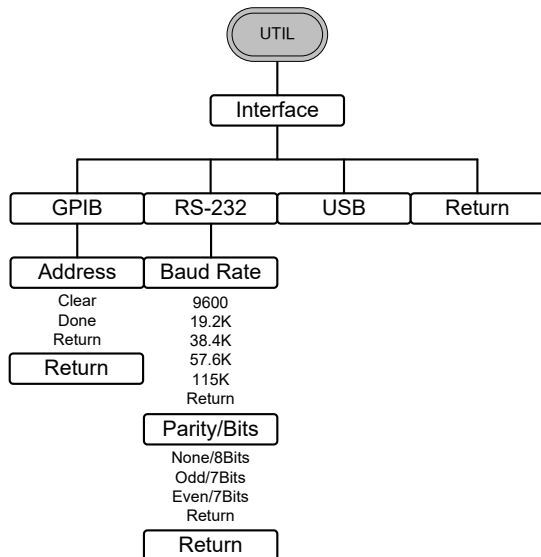 UTIL
Interface
GPIB
RS-232
USB
Return
Address
Clear
Done
Return
Return
Baud Rate
9600
19.2K
38.4K
57.6K
115K
Return
Parity/Bits
None/8Bits
Odd/7Bits
Even/7Bits
Return
Return